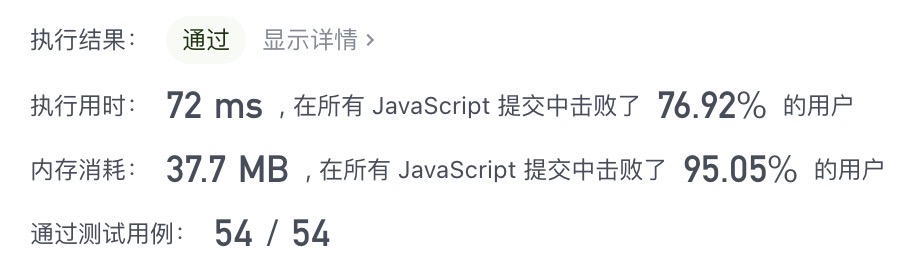 执行结果： 通过 显示详情 >
执行用时： 72 ms , 在所有 JavaScript 提交中击败了 76.92% 的用户
内存消耗： 37.7 MB , 在所有 JavaScript 提交中击败了 95.05% 的用户
通过测试用例： 54 / 54